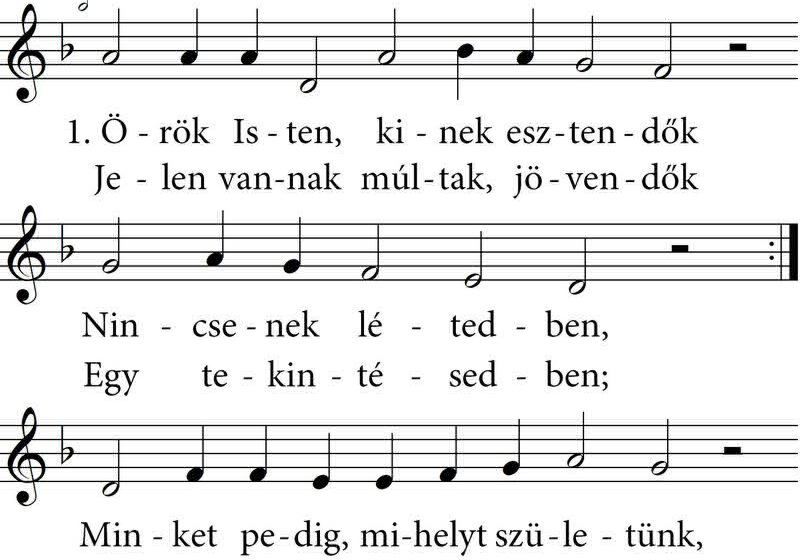 1. Ö - rök Is - ten, ki - nek esz - ten - dők
Je - len van - nak múl - tak, jö - ven - dők
Nin - cse - nek lé - ted - ben,
Egy te - kin - té - sed - ben;
Min - ket pe - dig, mi - helyt szü - le - tünk,